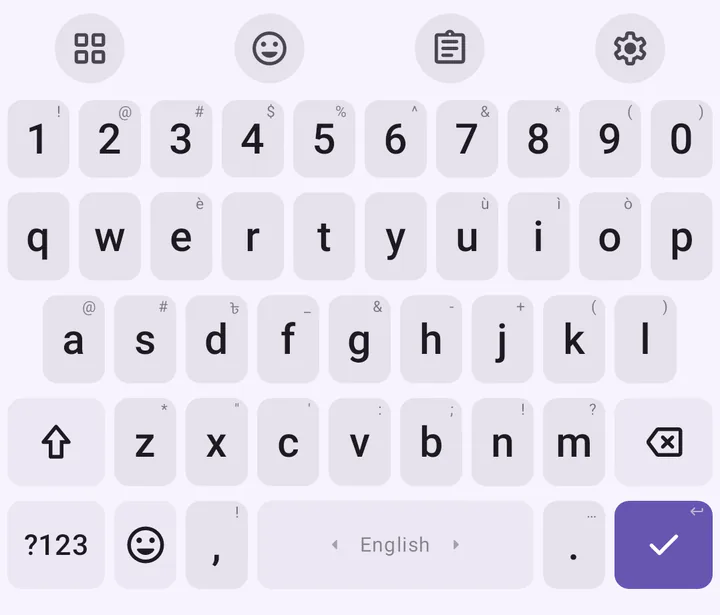 ! @ # $ % ^ & * ( )
1 2 3 4 5 6 7 8 9 0
è ù ì ò
q w e r t y u i o p
@ # _ & - + ( )
a s d f g h j k l
* " ' : ; ! ?
z x c v b n m
! …
?123 , English .